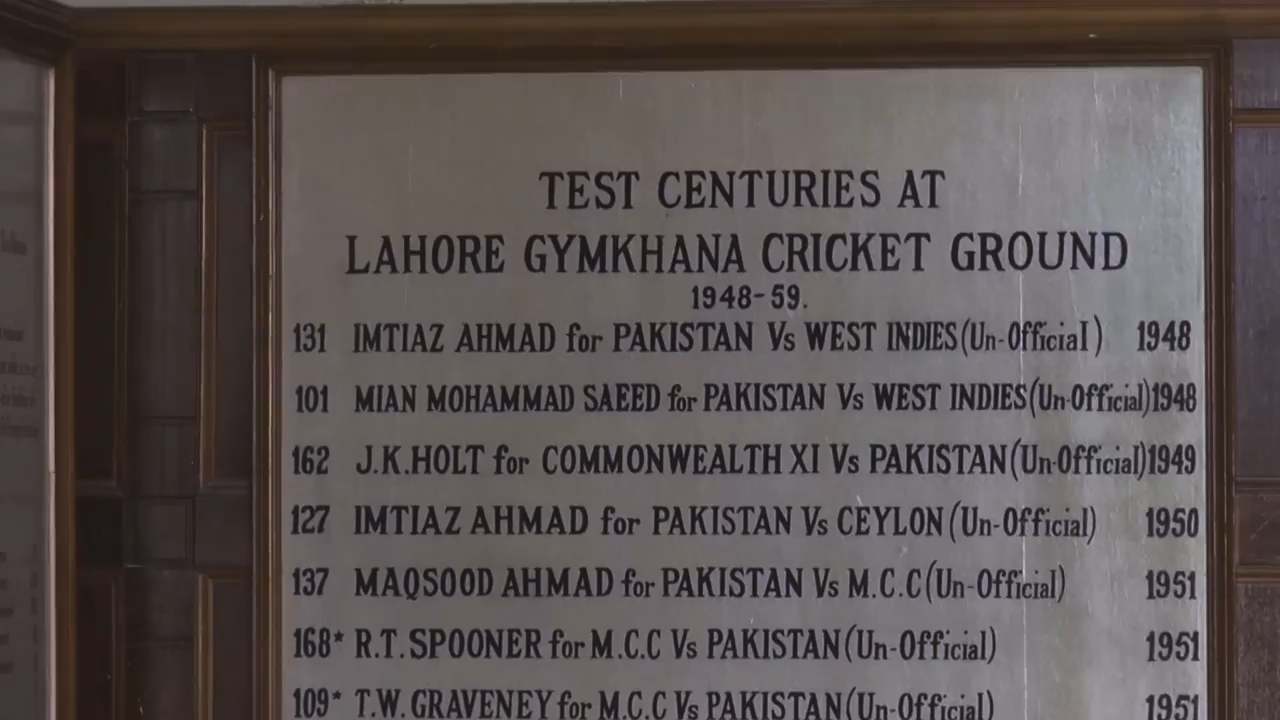 TEST CENTURIES AT
LAHORE GYMKHANA CRICKET GROUND
1948-59.
131 IMTIAZ AHMAD for PAKISTAN Vs WEST INDIES (Un-Official) 1948
101 MIAN MOHAMMAD SAEED for PAKISTAN Vs WEST INDIES (Un-Official) 1948
162 J.K.HOLT for COMMONWEALTH XI Vs PAKISTAN (Un-Official) 1949
127 IMTIAZ AHMAD for PAKISTAN Vs CEYLON (Un-Official) 1950
137 MAQSOOD AHMAD for PAKISTAN Vs M.C.C (Un-Official) 1951
168* R.T. SPOONER for M.C.C Vs PAKISTAN (Un-Official) 1951
109* T.W. GRAVENEY for M.C.C Vs PAKISTAN (Un-Official) 1951